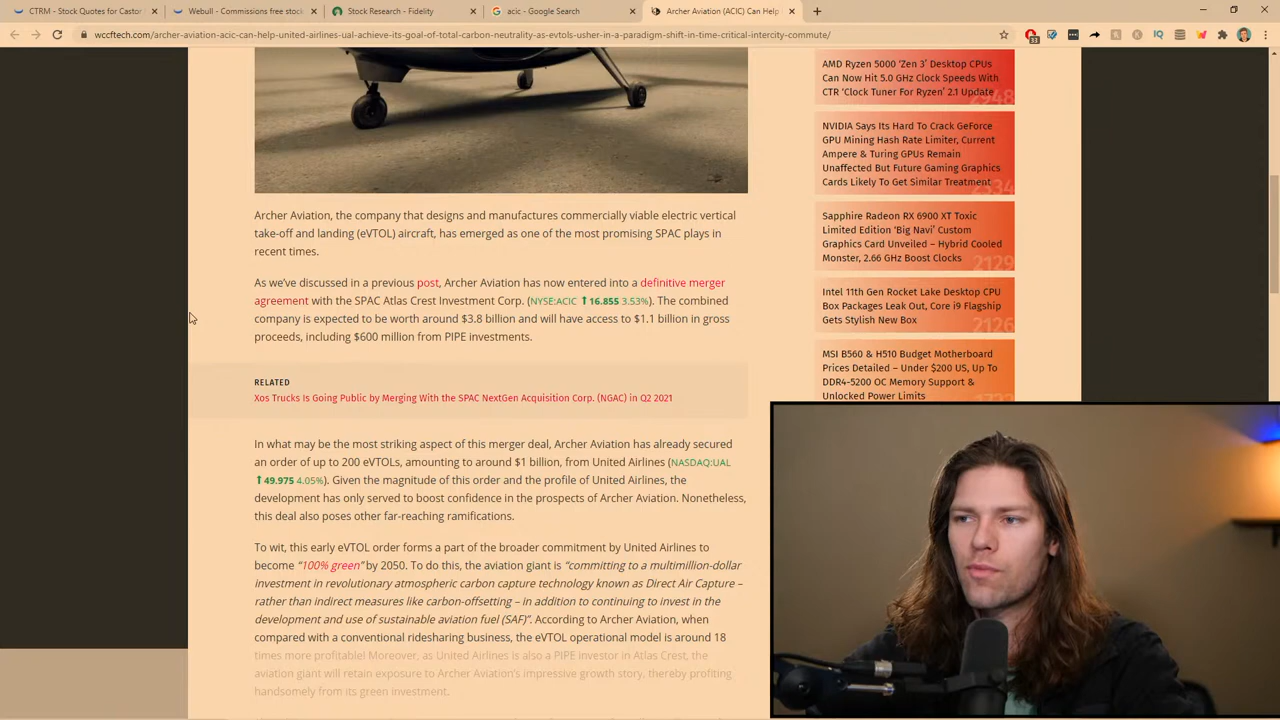 CTRM - Stock Quotes for Castor
Webull - Commissions free stock
Stock Research - Fidelity
acic - Google Search
Archer Aviation (ACIC) Can Help
wccftech.com/archer-aviation-acic-can-help-united-airlines-ual-achieve-its-goal-of-total-carbon-neutrality-as-evtols-usher-in-a-paradigm-shift-in-time-critical-intercity-commute/
33
Archer Aviation, the company that designs and manufactures commercially viable electric vertical
take-off and landing (eVTOL) aircraft, has emerged as one of the most promising SPAC plays in
recent times.
As we've discussed in a previous post, Archer Aviation has now entered into a definitive merger
agreement with the SPAC Atlas Crest Investment Corp. (NYSE:ACIC ⬆16.855 3.53%). The combined
company is expected to be worth around $3.8 billion and will have access to $1.1 billion in gross
proceeds, including $600 million from PIPE investments.
RELATED
Xos Trucks Is Going Public by Merging With the SPAC NextGen Acquisition Corp. (NGAC) in Q2 2021
In what may be the most striking aspect of this merger deal, Archer Aviation has already secured
an order of up to 200 eVTOLs, amounting to around $1 billion, from United Airlines (NASDAQ:UAL
⬆49.975 4.05%). Given the magnitude of this order and the profile of United Airlines, the
development has only served to boost confidence in the prospects of Archer Aviation. Nonetheless,
this deal also poses other far-reaching ramifications.
To wit, this early eVTOL order forms a part of the broader commitment by United Airlines to
become "100% green" by 2050. To do this, the aviation giant is "committing to a multimillion-dollar
investment in revolutionary atmospheric carbon capture technology known as Direct Air Capture –
rather than indirect measures like carbon-offsetting – in addition to continuing to invest in the
development and use of sustainable aviation fuel (SAF)". According to Archer Aviation, when
compared with a conventional ridesharing business, the eVTOL operational model is around 18
times more profitable! Moreover, as United Airlines is also a PIPE investor in Atlas Crest, the
aviation giant will retain exposure to Archer Aviation's impressive growth story, thereby profiting
handsomely from its green investment.
AMD Ryzen 5000 'Zen 3' Desktop CPUs
Can Now Hit 5.0 GHz Clock Speeds With
CTR 'Clock Tuner For Ryzen' 2.1 Update
2948
NVIDIA Says Its Hard To Crack GeForce
GPU Mining Hash Rate Limiter, Current
Ampere & Turing GPUs Remain
Unaffected But Future Gaming Graphics
Cards Likely To Get Similar Treatment
2534
Sapphire Radeon RX 6900 XT Toxic
Limited Edition 'Big Navi' Custom
Graphics Card Unveiled – Hybrid Cooled
Monster, 2.66 GHz Boost Clocks
2129
Intel 11th Gen Rocket Lake Desktop CPU
Box Packages Leak Out, Core i9 Flagship
Gets Stylish New Box
2126
MSI B560 & H510 Budget Motherboard
Prices Detailed – Under $200 US, Up To
DDR4-5200 OC Memory Support &
Unlocked Power Limits